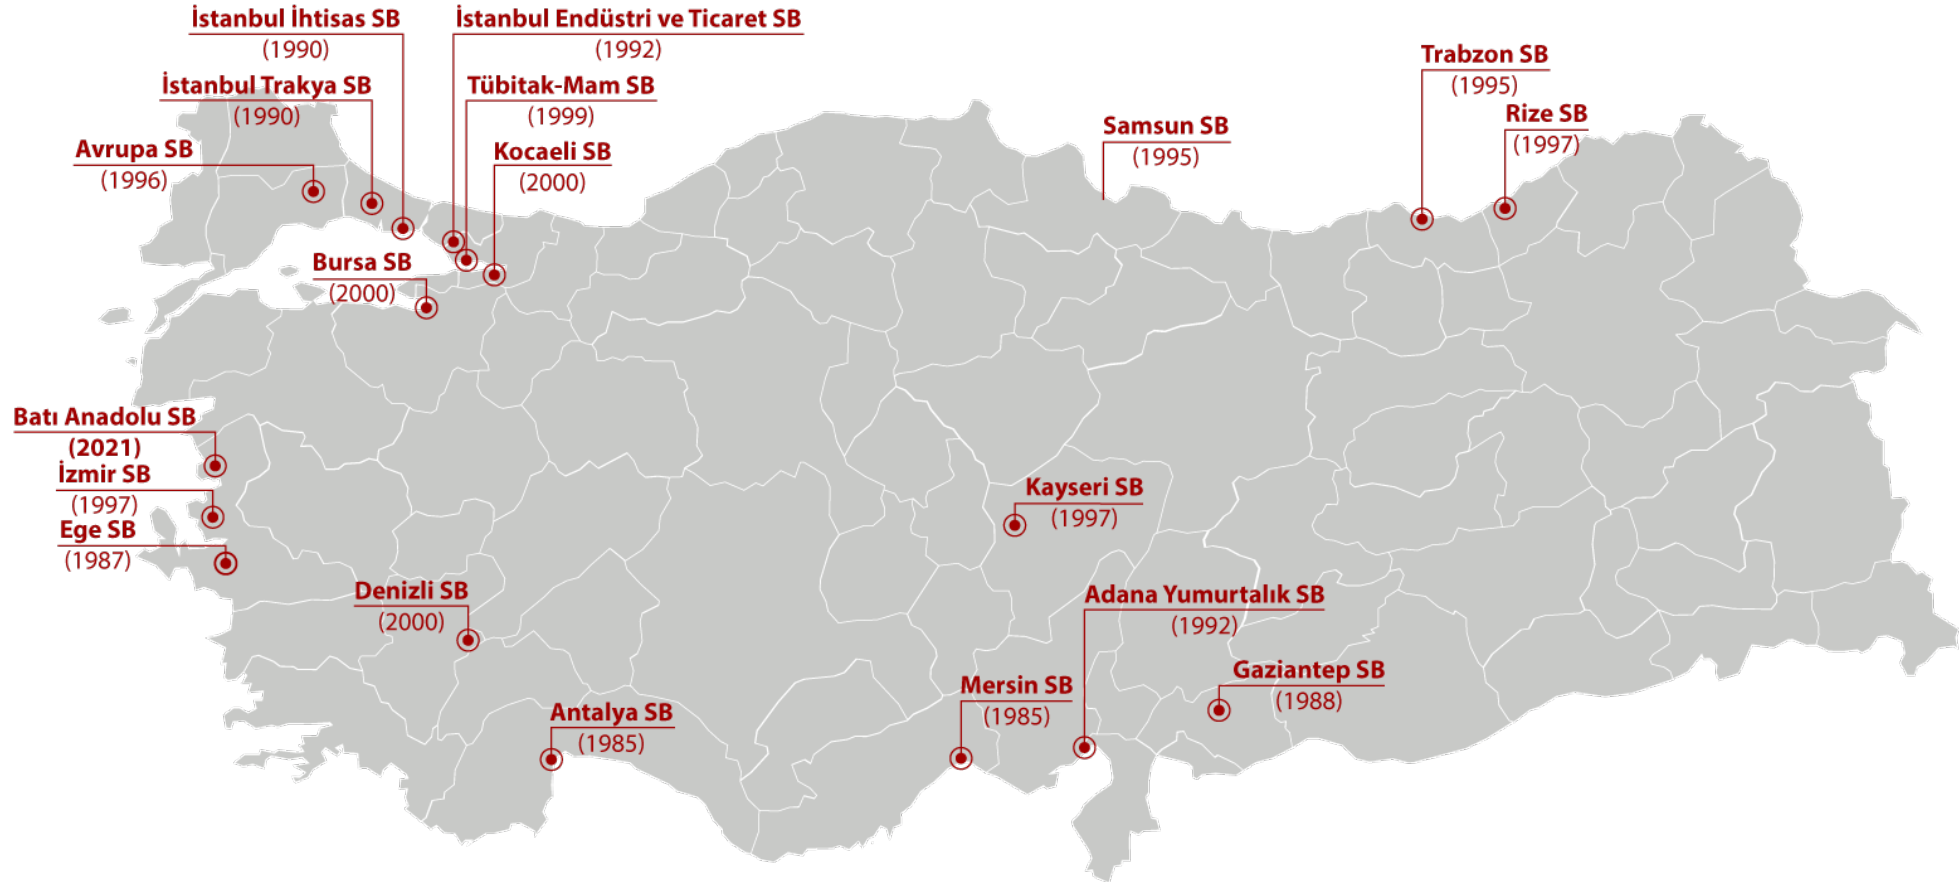 İstanbul İhtisas SB
(1990)
İstanbul Endüstri ve Ticaret SB
(1992)
İstanbul Trakya SB
(1990)
Tübitak-Mam SB
(1999)
Avrupa SB
(1996)
Kocaeli SB
(2000)
Trabzon SB
(1995)
Rize SB
(1997)
Samsun SB
(1995)
Bursa SB
(2000)
Batı Anadolu SB
(2021)
İzmir SB
(1997)
Ege SB
(1987)
Kayseri SB
(1997)
Denizli SB
(2000)
Adana Yumurtalık SB
(1992)
Gaziantep SB
(1988)
Mersin SB
(1985)
Antalya SB
(1985)